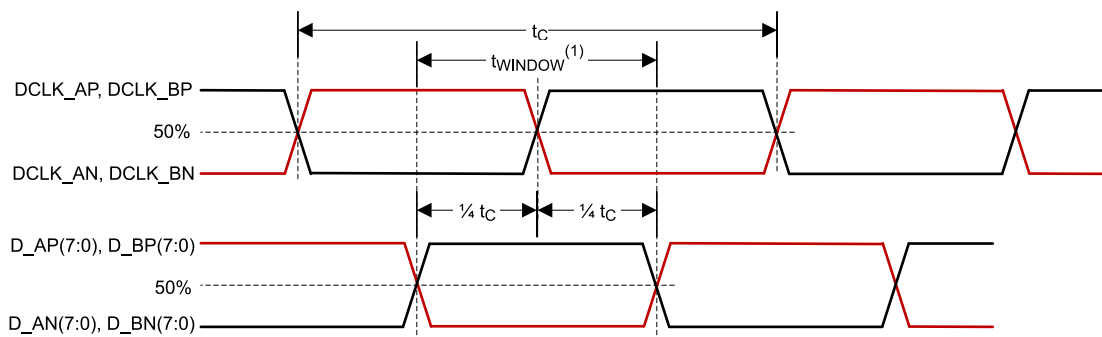 tC
tWINDOW(1)
DCLK_AP, DCLK_BP
50%
DCLK_AN, DCLK_BN
¼ tC ¼ tC
D_AP(7:0), D_BP(7:0)
50%
D_AN(7:0), D_BN(7:0)